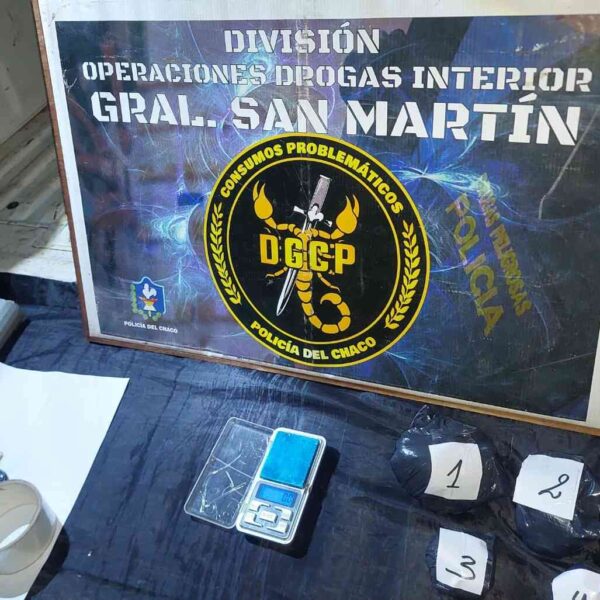 DIVISIÓN
OPERACIONES DROGAS INTERIOR
GRAL. SAN MARTÍN
CONSUMOS PROBLEMÁTICOS
DGCP
POLICÍA DEL CHACO
POLICIA
POLICÍA DEL CHACO
1
2
3
4